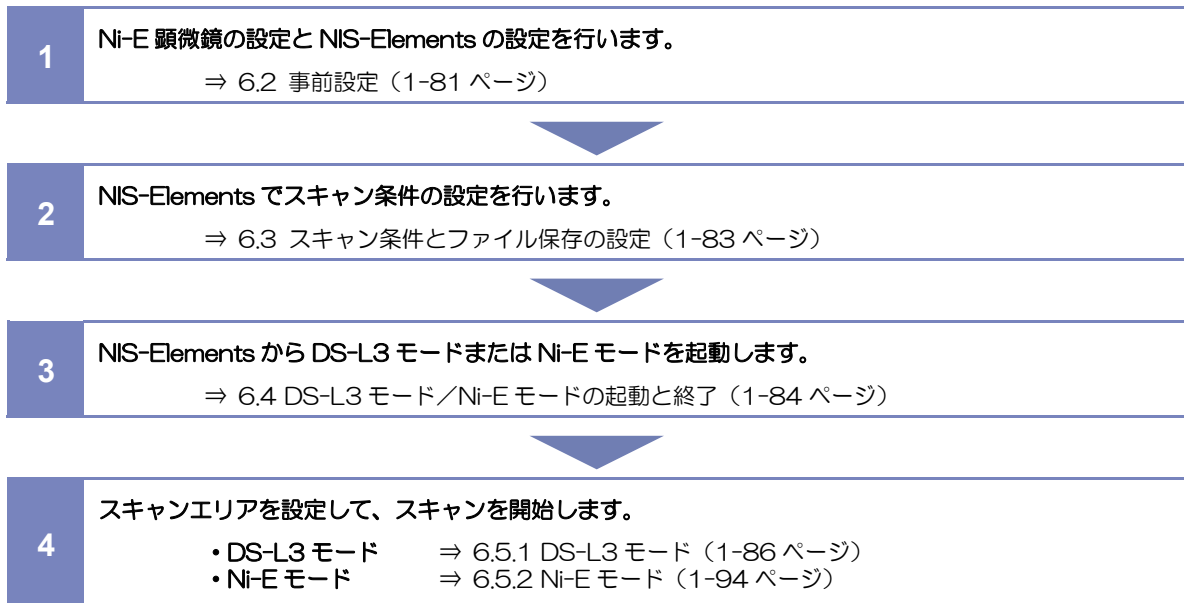 1
Ni-E 顕微鏡の設定と NIS-Elements の設定を行います。
⇒ 6.2 事前設定（1-81 ページ）
2
NIS-Elements でスキャン条件の設定を行います。
⇒ 6.3 スキャン条件とファイル保存の設定（1-83 ページ）
3
NIS-Elements から DS-L3 モードまたは Ni-E モードを起動します。
⇒ 6.4 DS-L3 モード／Ni-E モードの起動と終了（1-84 ページ）
4
スキャンエリアを設定して、スキャンを開始します。
・DS-L3 モード ⇒ 6.5.1 DS-L3 モード（1-86 ページ）
・Ni-E モード ⇒ 6.5.2 Ni-E モード（1-94 ページ）